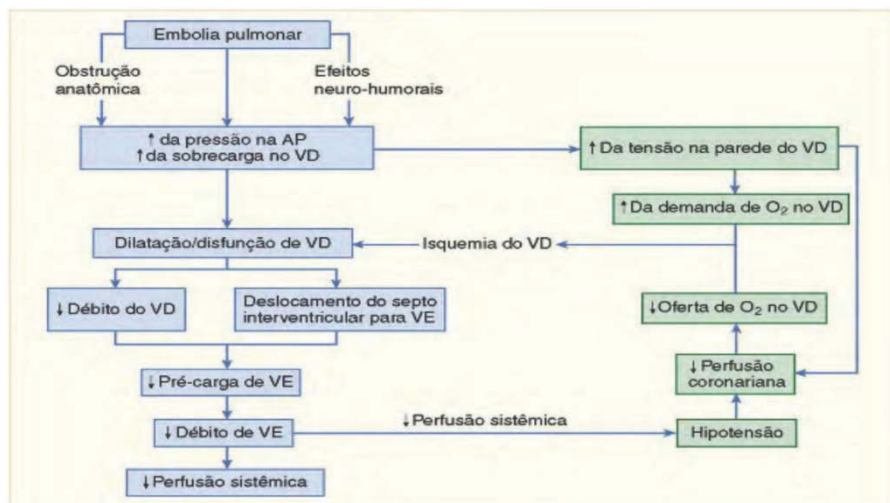 Embolia pulmonar
Obstrução
anatômica
Efeitos
neuro-humorais
↑ da pressão na AP
↑da sobrecarga no VD
↑Da tensão na parede do VD
↑Da demanda de O₂ no VD
Dilatação/disfunção de VD
Isquemia do VD
↓Débito do VD
Deslocamento do septo
interventricular para VE
↓Oferta de O₂ no VD
↓Pré-carga de VE
↓Perfusão
coronariana
↓Débito de VE
↓Perfusão sistêmica
Hipotensão
↓Perfusão sistêmica